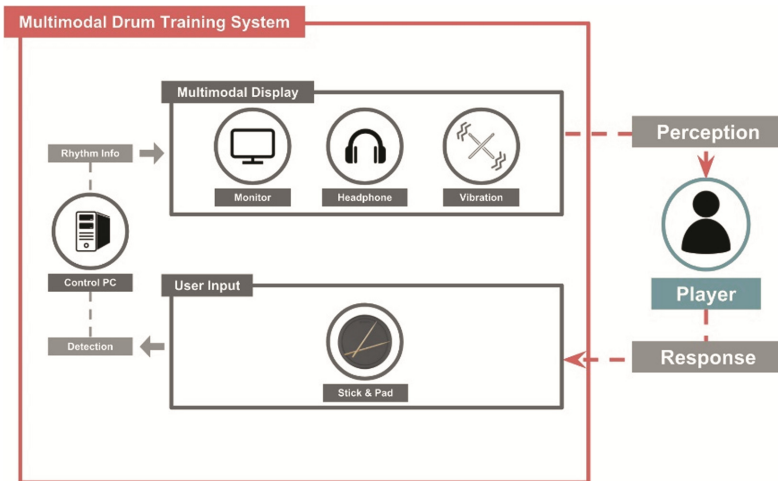 Multimodal Drum Training System
Multimodal Display
Rhythm Info
Perception
Monitor
Headphone
Vibration
Control PC
User Input
Player
Detection
Response
Stick & Pad